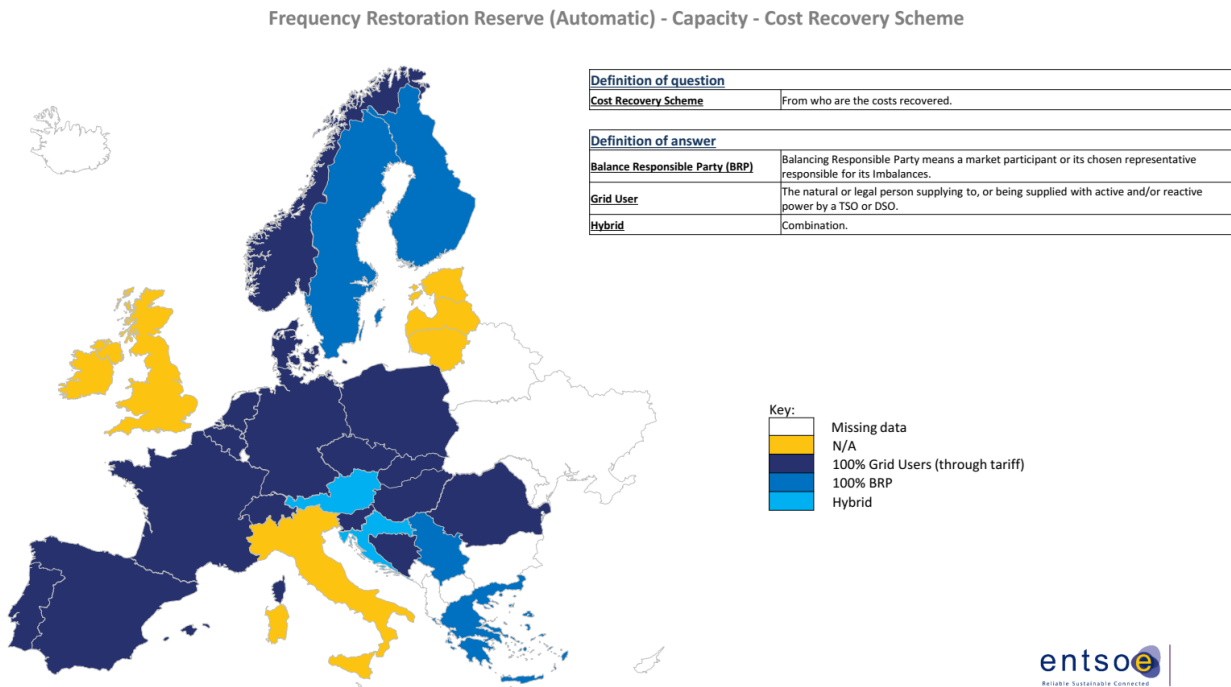 Frequency Restoration Reserve (Automatic) - Capacity - Cost Recovery Scheme
Definition of question
Cost Recovery Scheme From who are the costs recovered.
Definition of answer
Balance Responsible Party (BRP) Balancing Responsible Party means a market participant or its chosen representative
responsible for its Imbalances.
Grid User The natural or legal person supplying to, or being supplied with active and/or reactive
power by a TSO or DSO.
Hybrid Combination.
Key:
Missing data
N/A
100% Grid Users (through tariff)
100% BRP
Hybrid
entsoe
Reliable Sustainable Connected